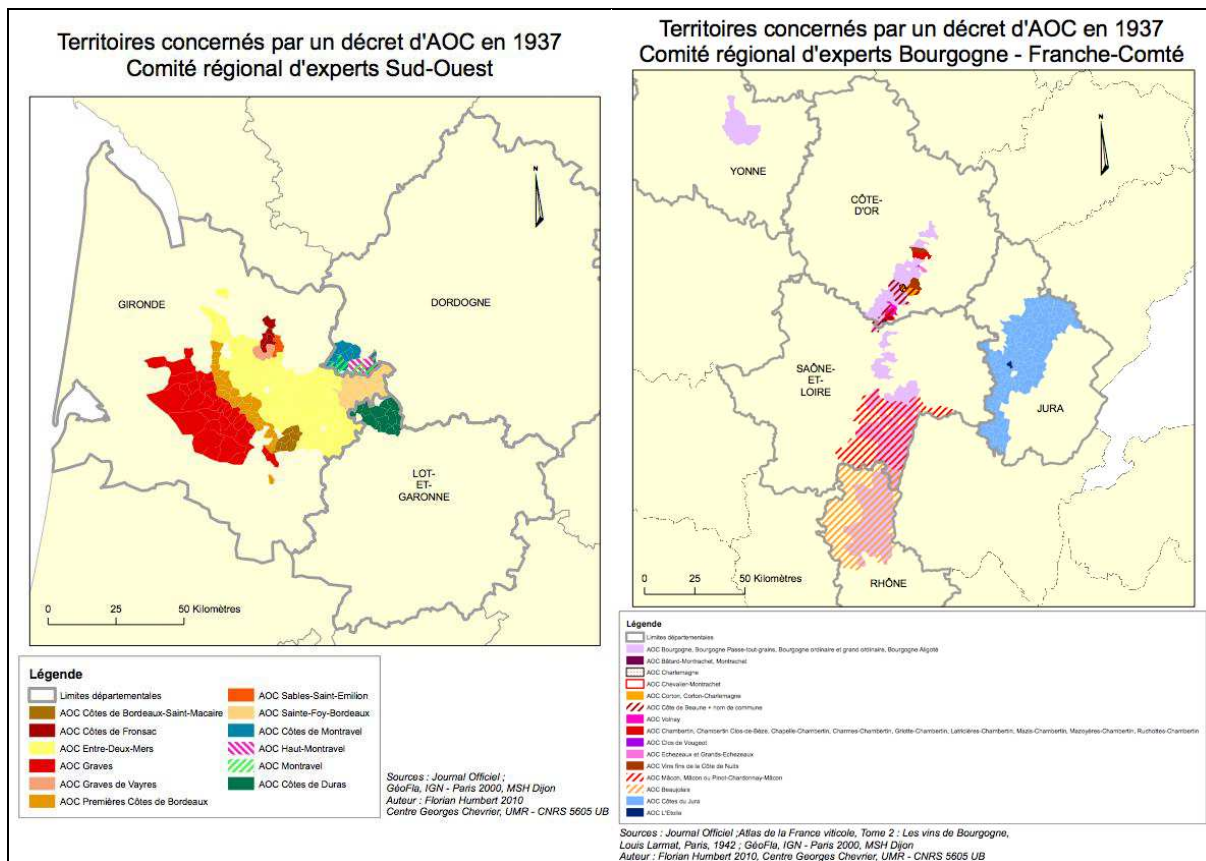 Territoires concernés par un décret d'AOC en 1937
Comité régional d'experts Sud-Ouest
N
GIRONDE
DORDOGNE
LOT-
ET-
GARONNE
0 25 50 Kilomètres
Légende
Limites départementales
AOC Côtes de Bordeaux-Saint-Macaire
AOC Côtes de Fronsac
AOC Entre-Deux-Mers
AOC Graves
AOC Graves de Vayres
AOC Premières Côtes de Bordeaux
AOC Sables-Saint-Emilion
AOC Sainte-Foy-Bordeaux
AOC Côtes de Montravel
AOC Haut-Montravel
AOC Montravel
AOC Côtes de Duras
Sources : Journal Officiel ;
GéoFla, IGN - Paris 2000, MSH Dijon
Auteur : Florian Humbert 2010
Centre Georges Chevrier, UMR - CNRS 5605 UB
Territoires concernés par un décret d'AOC en 1937
Comité régional d'experts Bourgogne - Franche-Comté
N
YONNE
CÔTE-
D'OR
SAÔNE-
ET-
LOIRE
JURA
RHÔNE
0 25 50 Kilomètres
Légende
Limites départementales
AOC Bourgogne, Bourgogne Passe-tout-grains, Bourgogne ordinaire et grand ordinaire, Bourgogne Aligoté
AOC Bâtard-Montrachet, Montrachet
AOC Charlemagne
AOC Chevalier-Montrachet
AOC Corton, Corton-Charlemagne
AOC Côte de Beaune + nom de commune
AOC Volnay
AOC Chambertin, Chambertin Clos-de-Bèze, Chapelle-Chambertin, Charmes-Chambertin, Griotte-Chambertin, Latricières-Chambertin, Mazis-Chambertin, Mazoyères-Chambertin, Ruchottes-Chambertin
AOC Clos de Vougeot
AOC Echezeaux et Grands-Echezeaux
AOC Vins fins de la Côte de Nuits
AOC Mâcon, Mâcon ou Pinot-Chardonnay-Mâcon
AOC Beaujolais
AOC Côtes du Jura
AOC L'Etoile
Sources : Journal Officiel ;Atlas de la France viticole, Tome 2 : Les vins de Bourgogne,
Louis Larmat, Paris, 1942 ; GéoFla, IGN - Paris 2000, MSH Dijon
Auteur : Florian Humbert 2010, Centre Georges Chevrier, UMR - CNRS 5605 UB